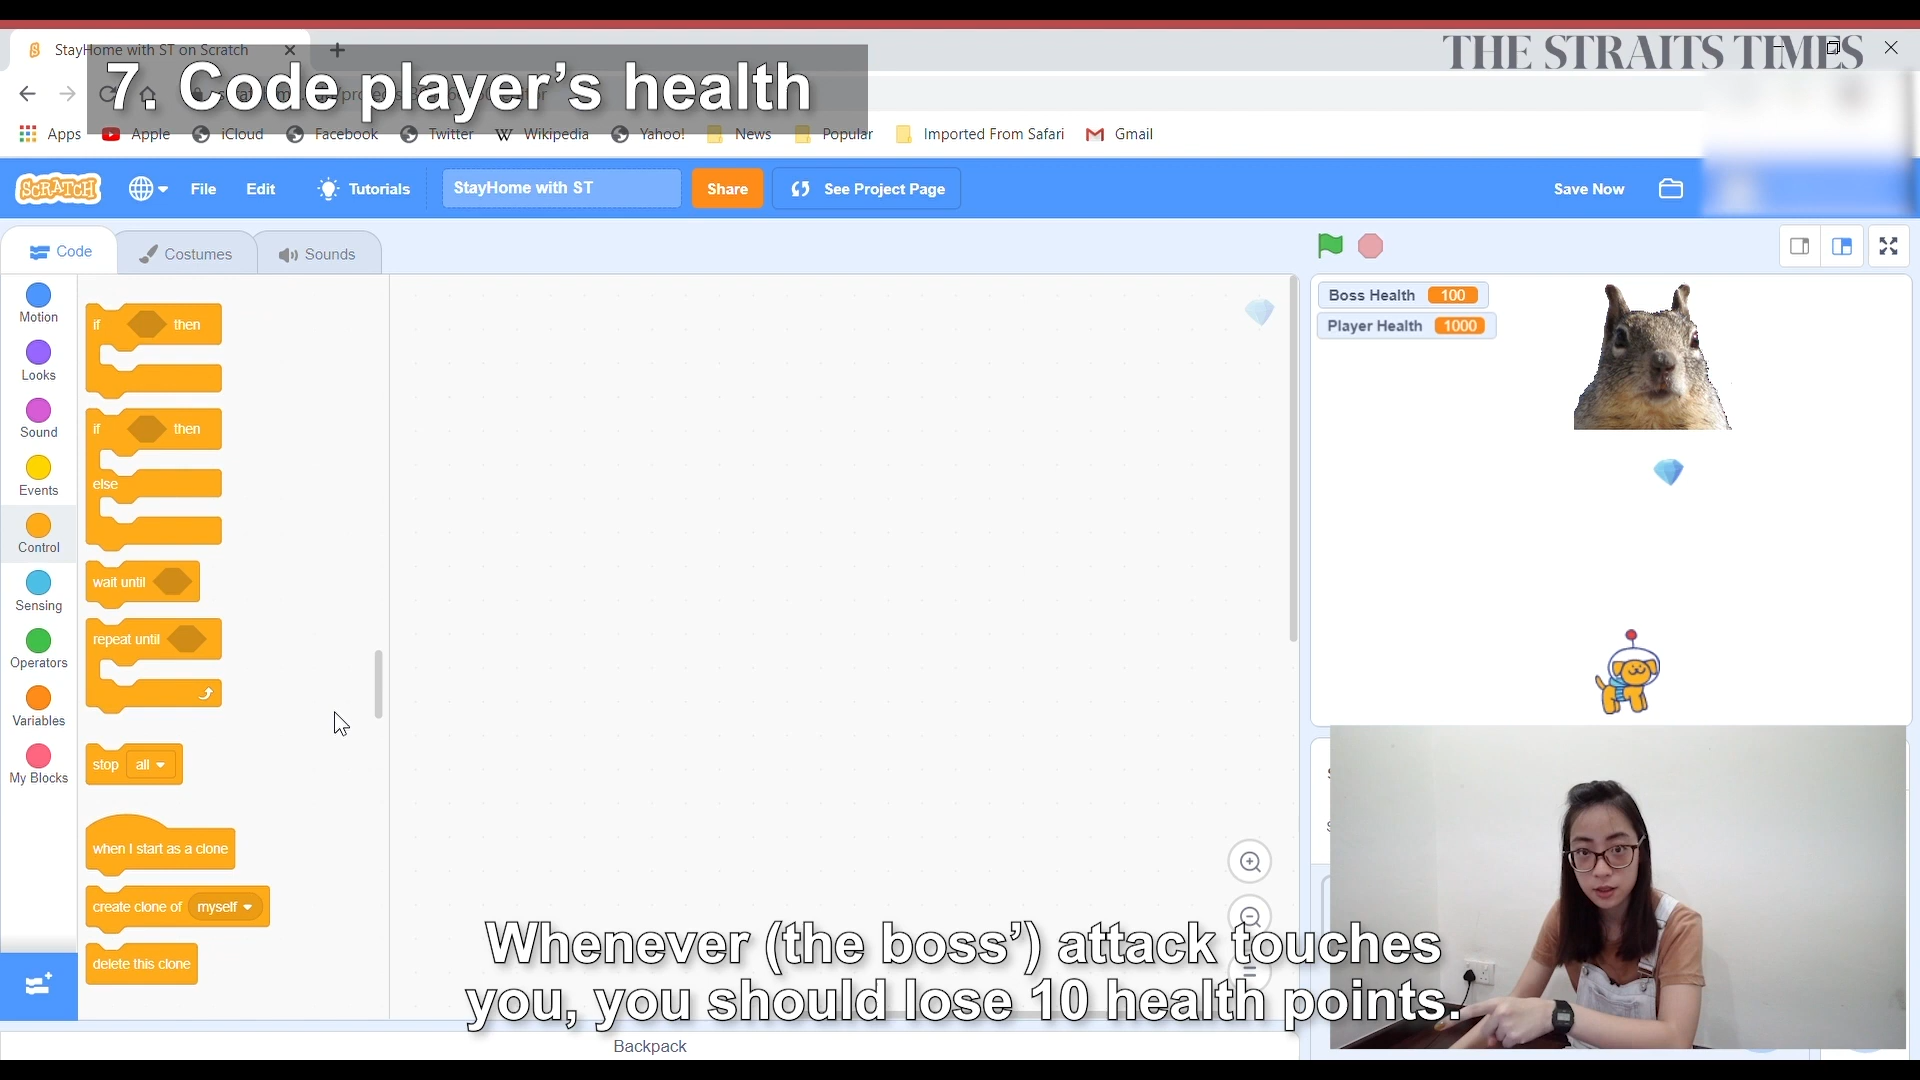 StayHome with ST on Scratch
THE STRAITS TIMES
7. Code player's health
Apps
Apple
iCloud
Facebook
Twitter
Wikipedia
Yahoo!
News
Popular
Imported From Safari
Gmail
SCRATCH
File
Edit
Tutorials
StayHome with ST
Share
See Project Page
Save Now
Code
Costumes
Sounds
Motion
Looks
Sound
Events
Control
Sensing
Operators
Variables
My Blocks
if then
if then
else
wait until
repeat until
stop all
when I start as a clone
create clone of myself
delete this clone
Boss Health 100
Player Health 1000
Whenever (the boss') attack touches
you, you should lose 10 health points.
Backpack